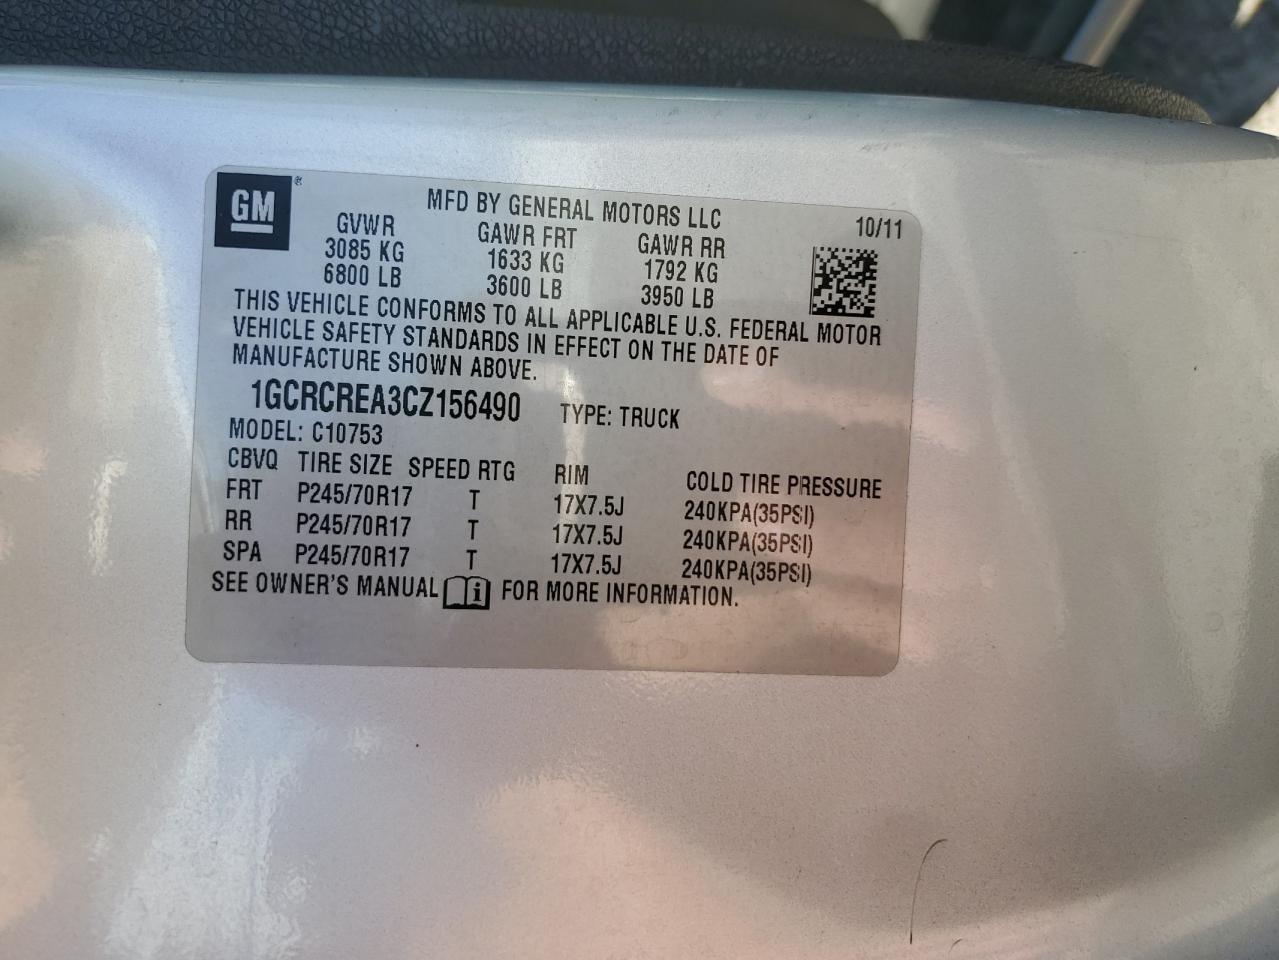 GM®
MFD BY GENERAL MOTORS LLC 10/11
GVWR GAWR FRT GAWR RR
3085 KG 1633 KG 1792 KG
6800 LB 3600 LB 3950 LB
THIS VEHICLE CONFORMS TO ALL APPLICABLE U.S. FEDERAL MOTOR
VEHICLE SAFETY STANDARDS IN EFFECT ON THE DATE OF
MANUFACTURE SHOWN ABOVE.
1GCRCREA3CZ156490 TYPE: TRUCK
MODEL: C10753
CBVQ TIRE SIZE SPEED RTG RIM COLD TIRE PRESSURE
FRT P245/70R17 T 17X7.5J 240KPA(35PSI)
RR P245/70R17 T 17X7.5J 240KPA(35PSI)
SPA P245/70R17 T 17X7.5J 240KPA(35PSI)
SEE OWNER'S MANUAL i FOR MORE INFORMATION.